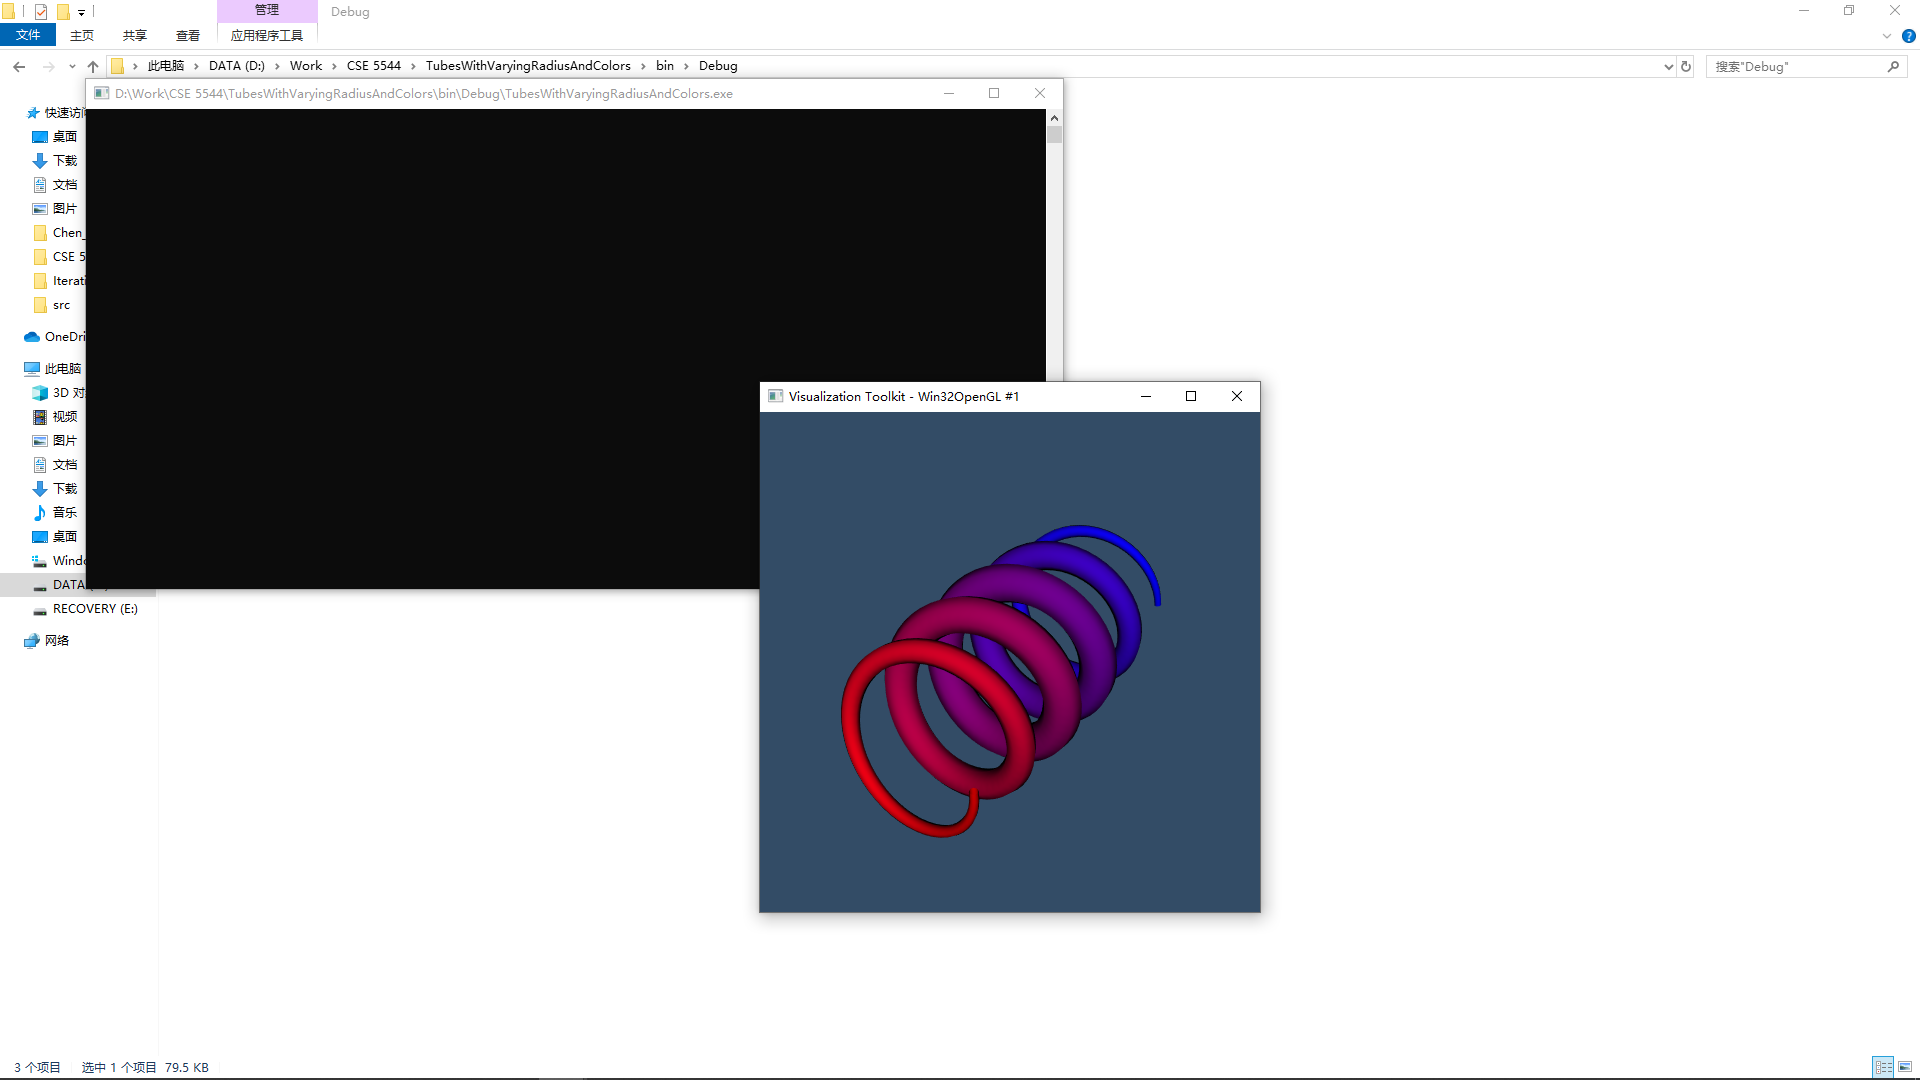 管理
Debug
文件
主页
共享
查看
应用程序工具
此电脑 DATA (D:) Work CSE 5544 TubesWithVaryingRadiusAndColors bin Debug
搜索"Debug"
D:\Work\CSE 5544\TubesWithVaryingRadiusAndColors\bin\Debug\TubesWithVaryingRadiusAndColors.exe
快速访问
桌面
下载
文档
图片
Chen_
CSE 5
Iterati
src
OneDri
此电脑
3D 对
视频
图片
文档
下载
音乐
桌面
Windo
DATA
RECOVERY (E:)
网络
Visualization Toolkit - Win32OpenGL #1
3 个项目
选中 1 个项目 79.5 KB